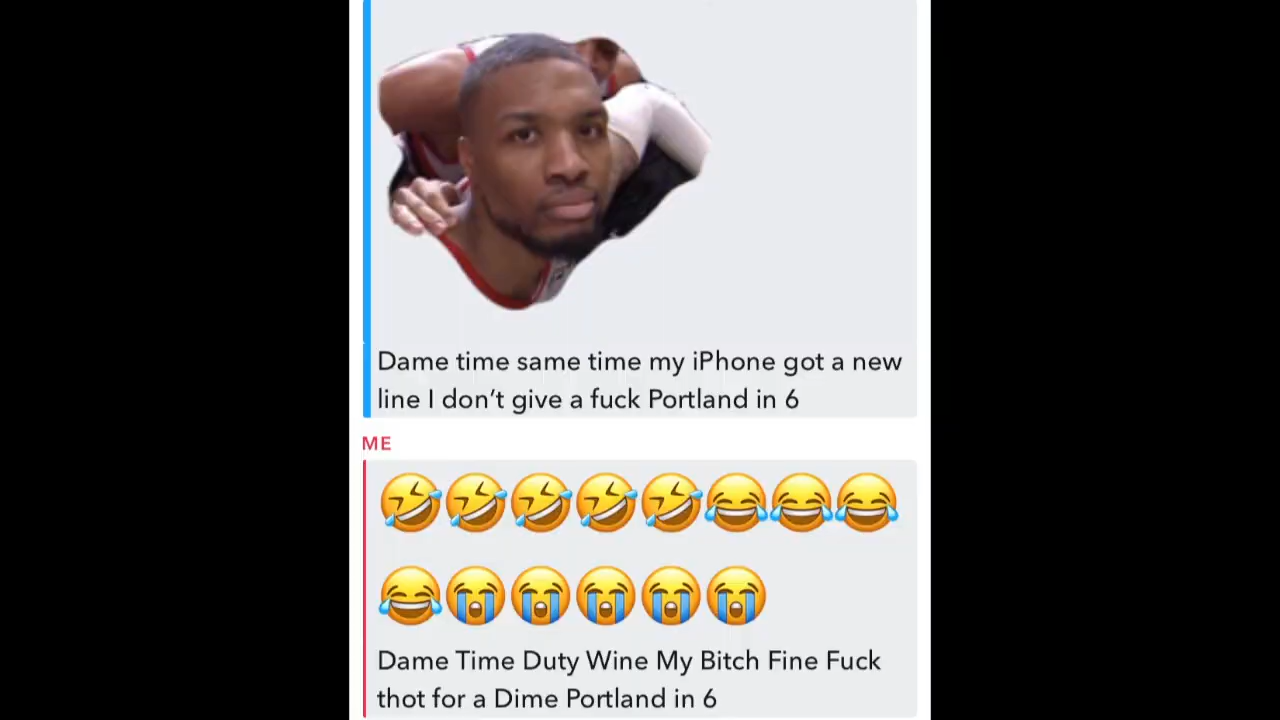 Dame time same time my iPhone got a new
line I don’t give a fuck Portland in 6
ME
🤣🤣🤣🤣🤣😂😂😂
😂😭😭😭😭😭
Dame Time Duty Wine My Bitch Fine Fuck
thot for a Dime Portland in 6